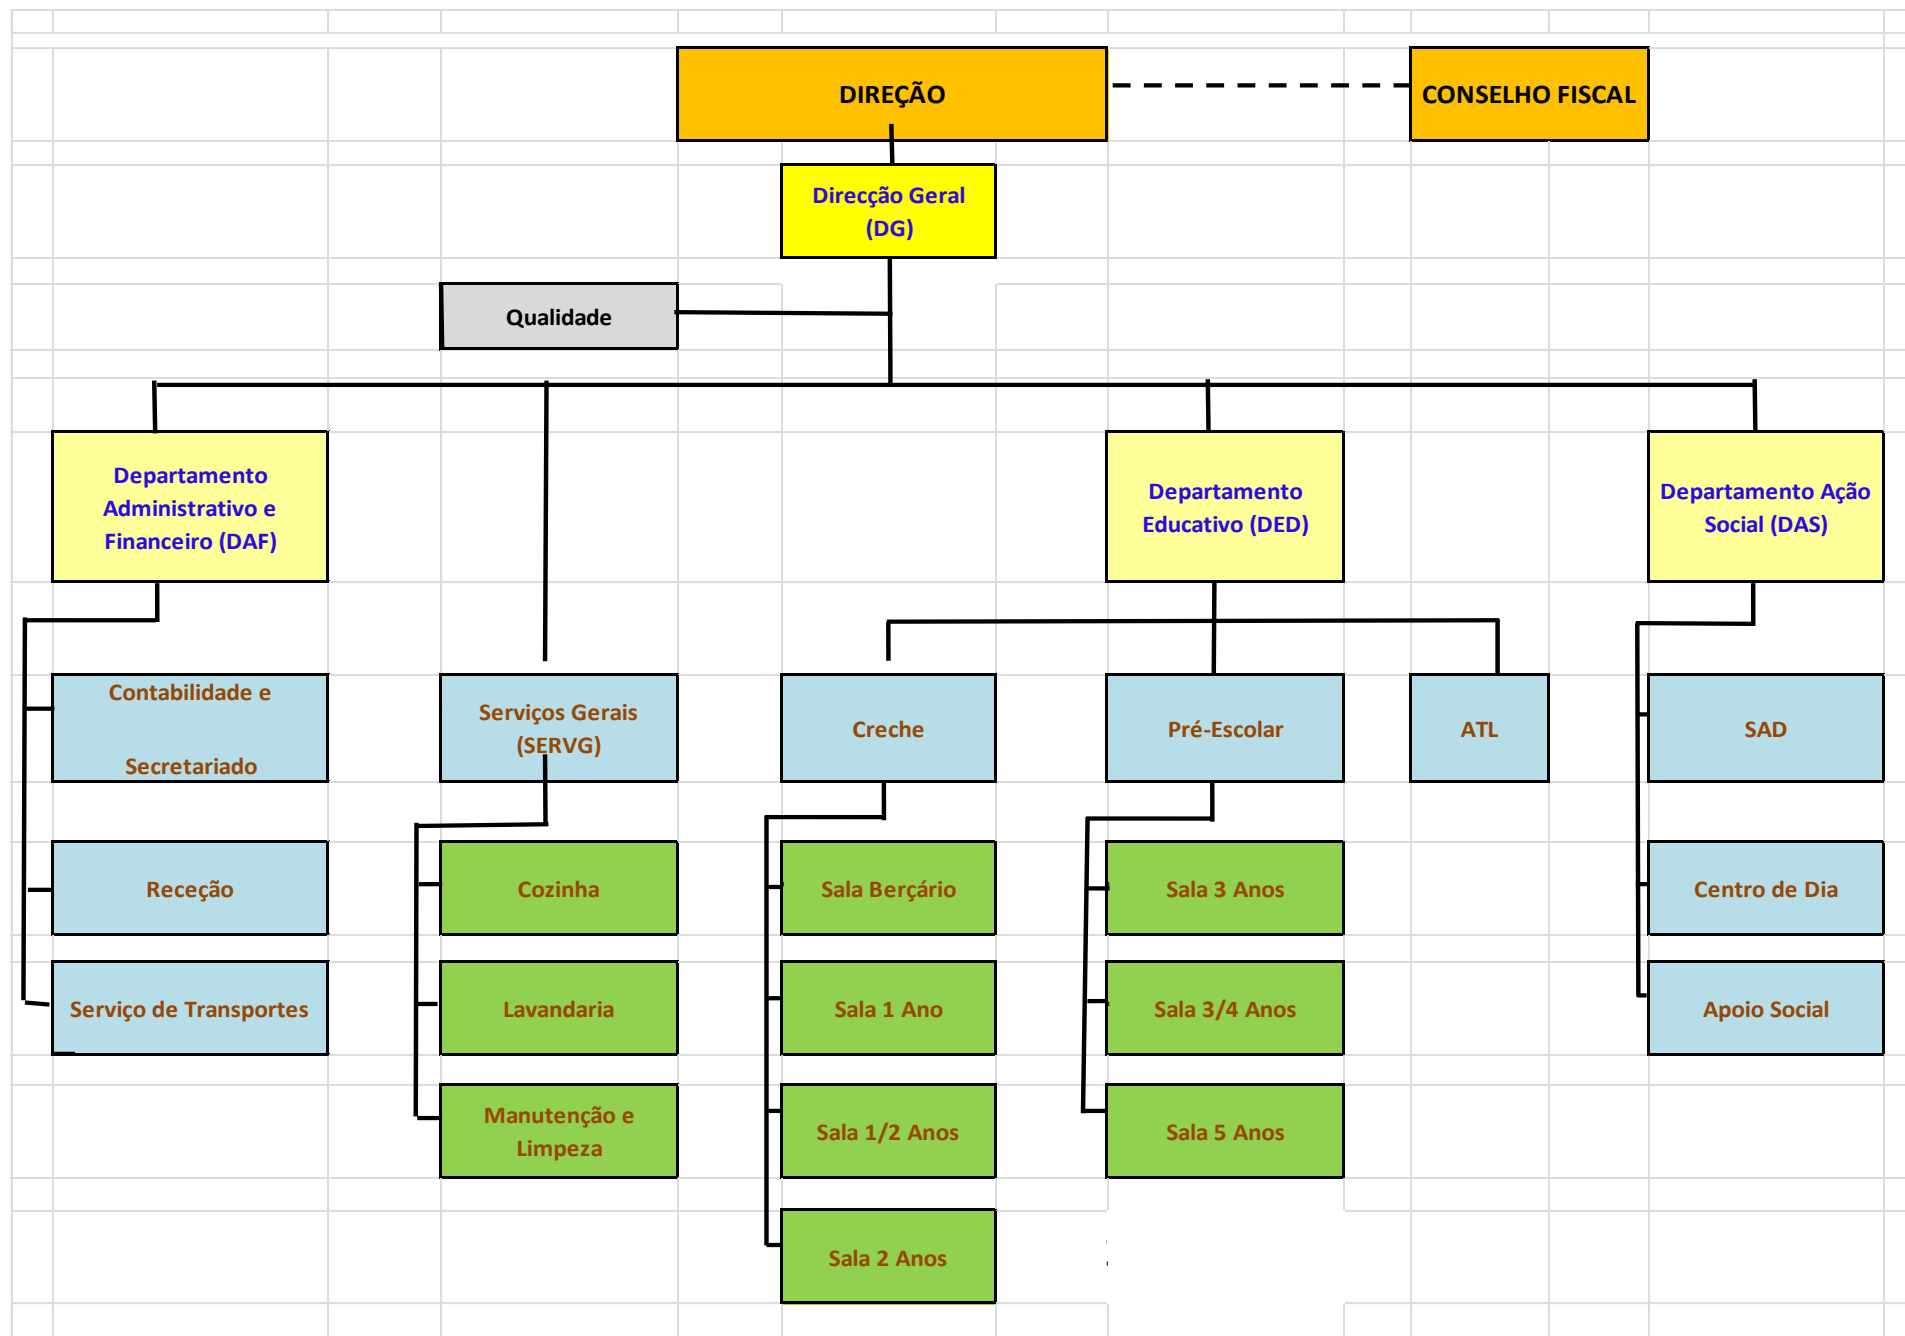 DIREÇÃO
CONSELHO FISCAL
Direcção Geral
(DG)
Qualidade
Departamento
Administrativo e
Financeiro (DAF)
Departamento
Educativo (DED)
Departamento Ação
Social (DAS)
Contabilidade e
Secretariado
Serviços Gerais
(SERVG)
Creche
Pré-Escolar
ATL
SAD
Receção
Cozinha
Sala Berçário
Sala 3 Anos
Centro de Dia
Serviço de Transportes
Lavandaria
Sala 1 Ano
Sala 3/4 Anos
Apoio Social
Manutenção e
Limpeza
Sala 1/2 Anos
Sala 5 Anos
Sala 2 Anos